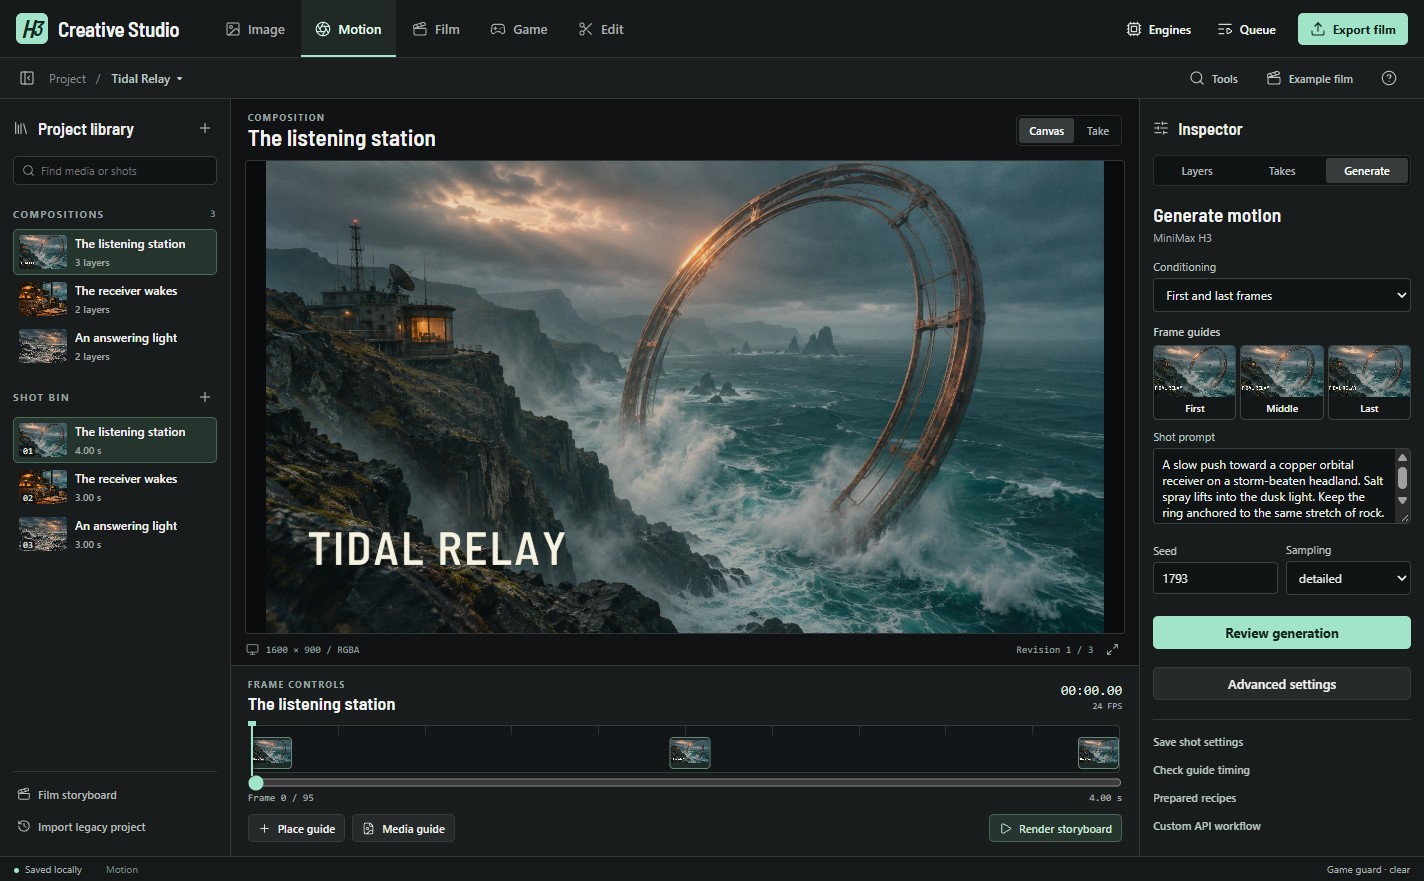 H3 Creative Studio
Image
Motion
Film
Game
Edit
Engines
Queue
Export film
Project / Tidal Relay
Tools
Example film
Project library
Find media or shots
COMPOSITIONS 3
The listening station
3 layers
The receiver wakes
2 layers
An answering light
2 layers
SHOT BIN
The listening station
01 4.00 s
The receiver wakes
02 3.00 s
An answering light
03 3.00 s
Film storyboard
Import legacy project
COMPOSITION
The listening station
Canvas
Take
TIDAL RELAY
1600 × 900 / RGBA
Revision 1 / 3
FRAME CONTROLS
The listening station
00:00.00
24 FPS
Frame 0 / 95
4.00 s
Place guide
Media guide
Render storyboard
Inspector
Layers
Takes
Generate
Generate motion
MiniMax H3
Conditioning
First and last frames
Frame guides
First
Middle
Last
Shot prompt
A slow push toward a copper orbital
receiver on a storm-beaten headland. Salt
spray lifts into the dusk light. Keep the
ring anchored to the same stretch of rock.
Seed
Sampling
1793
detailed
Review generation
Advanced settings
Save shot settings
Check guide timing
Prepared recipes
Custom API workflow
Saved locally
Motion
Game guard · clear